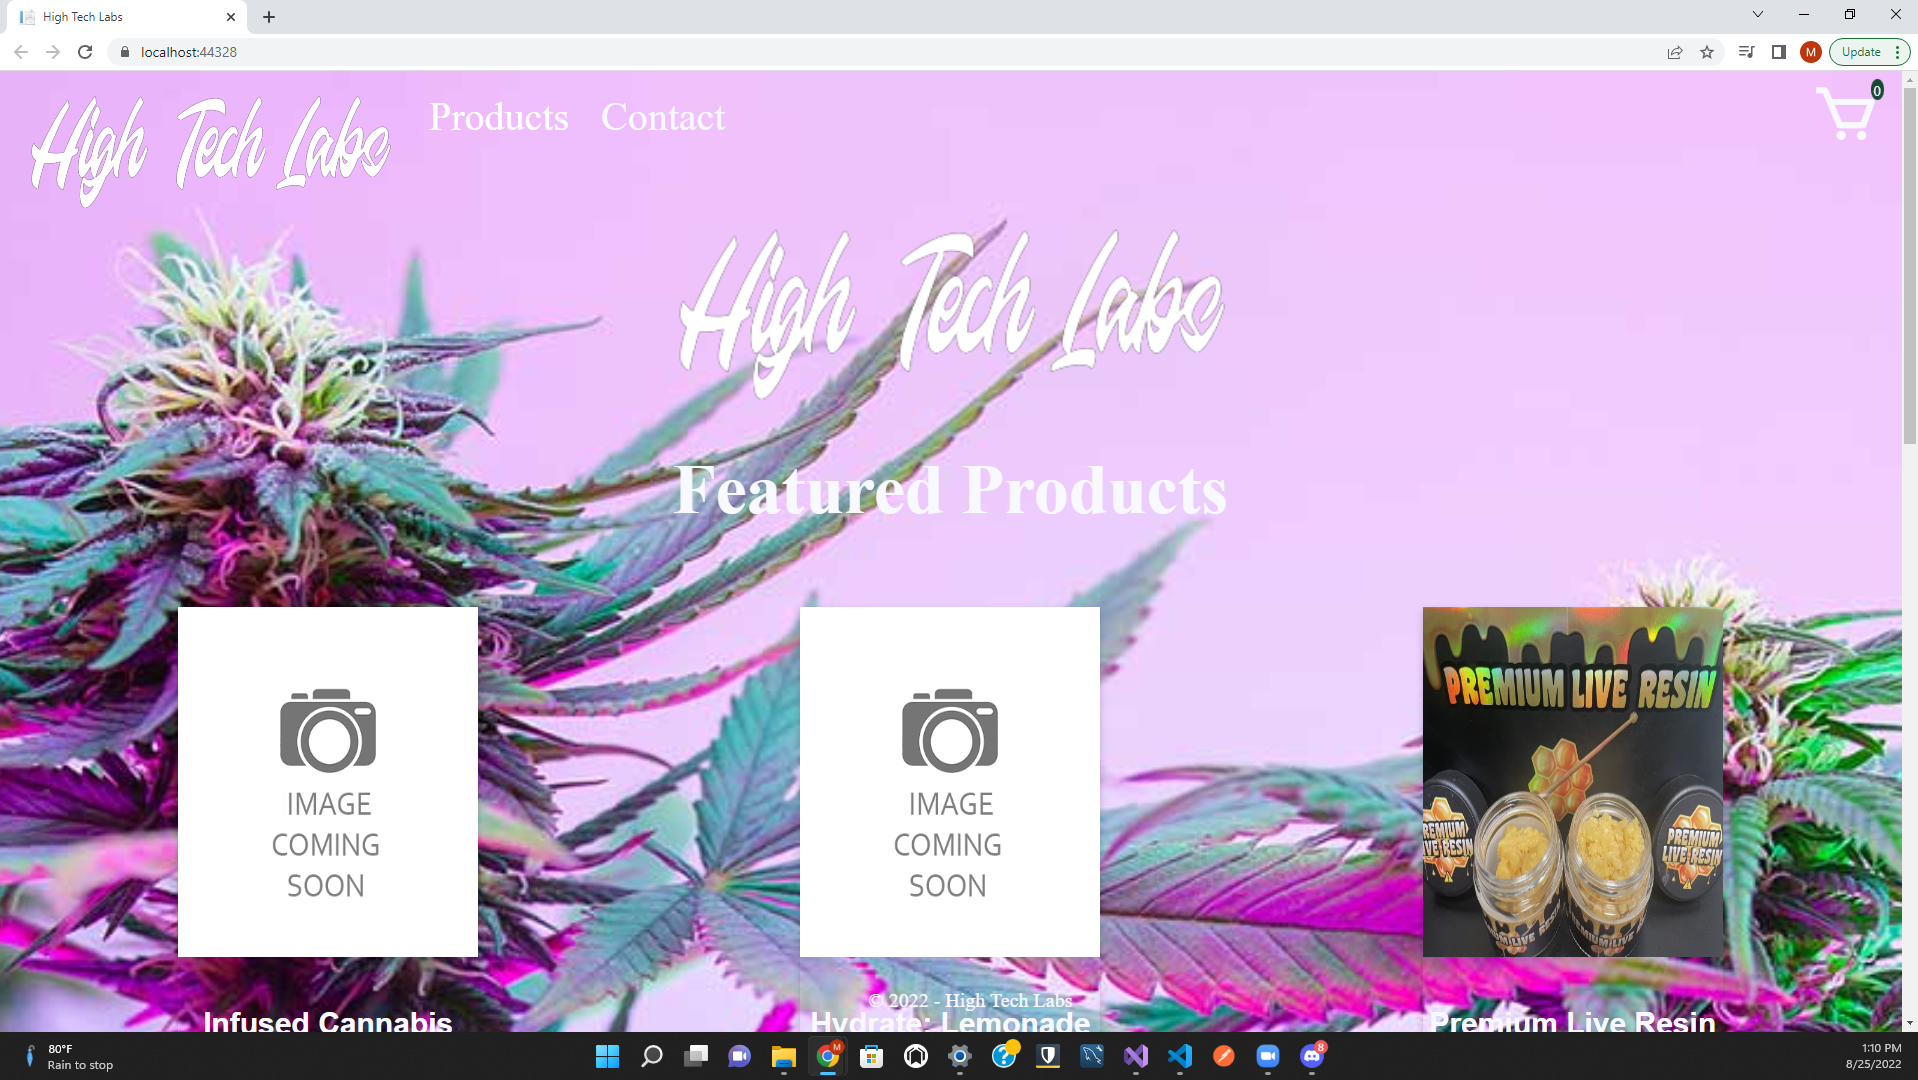 High Tech Labs
localhost:44328
M
Update
High Tech Labs
Products Contact
0
High Tech Labs
Featured Products
IMAGE
COMING
SOON
IMAGE
COMING
SOON
PREMIUM LIVE RESIN
PREMIUM
LIVE RESIN
PREMIUM
LIVE RESIN
© 2022 - High Tech Labs
Infused Cannabis
Hydrate: Lemonade
Premium Live Resin
80°F
Rain to stop
M
8
1:10 PM
8/25/2022